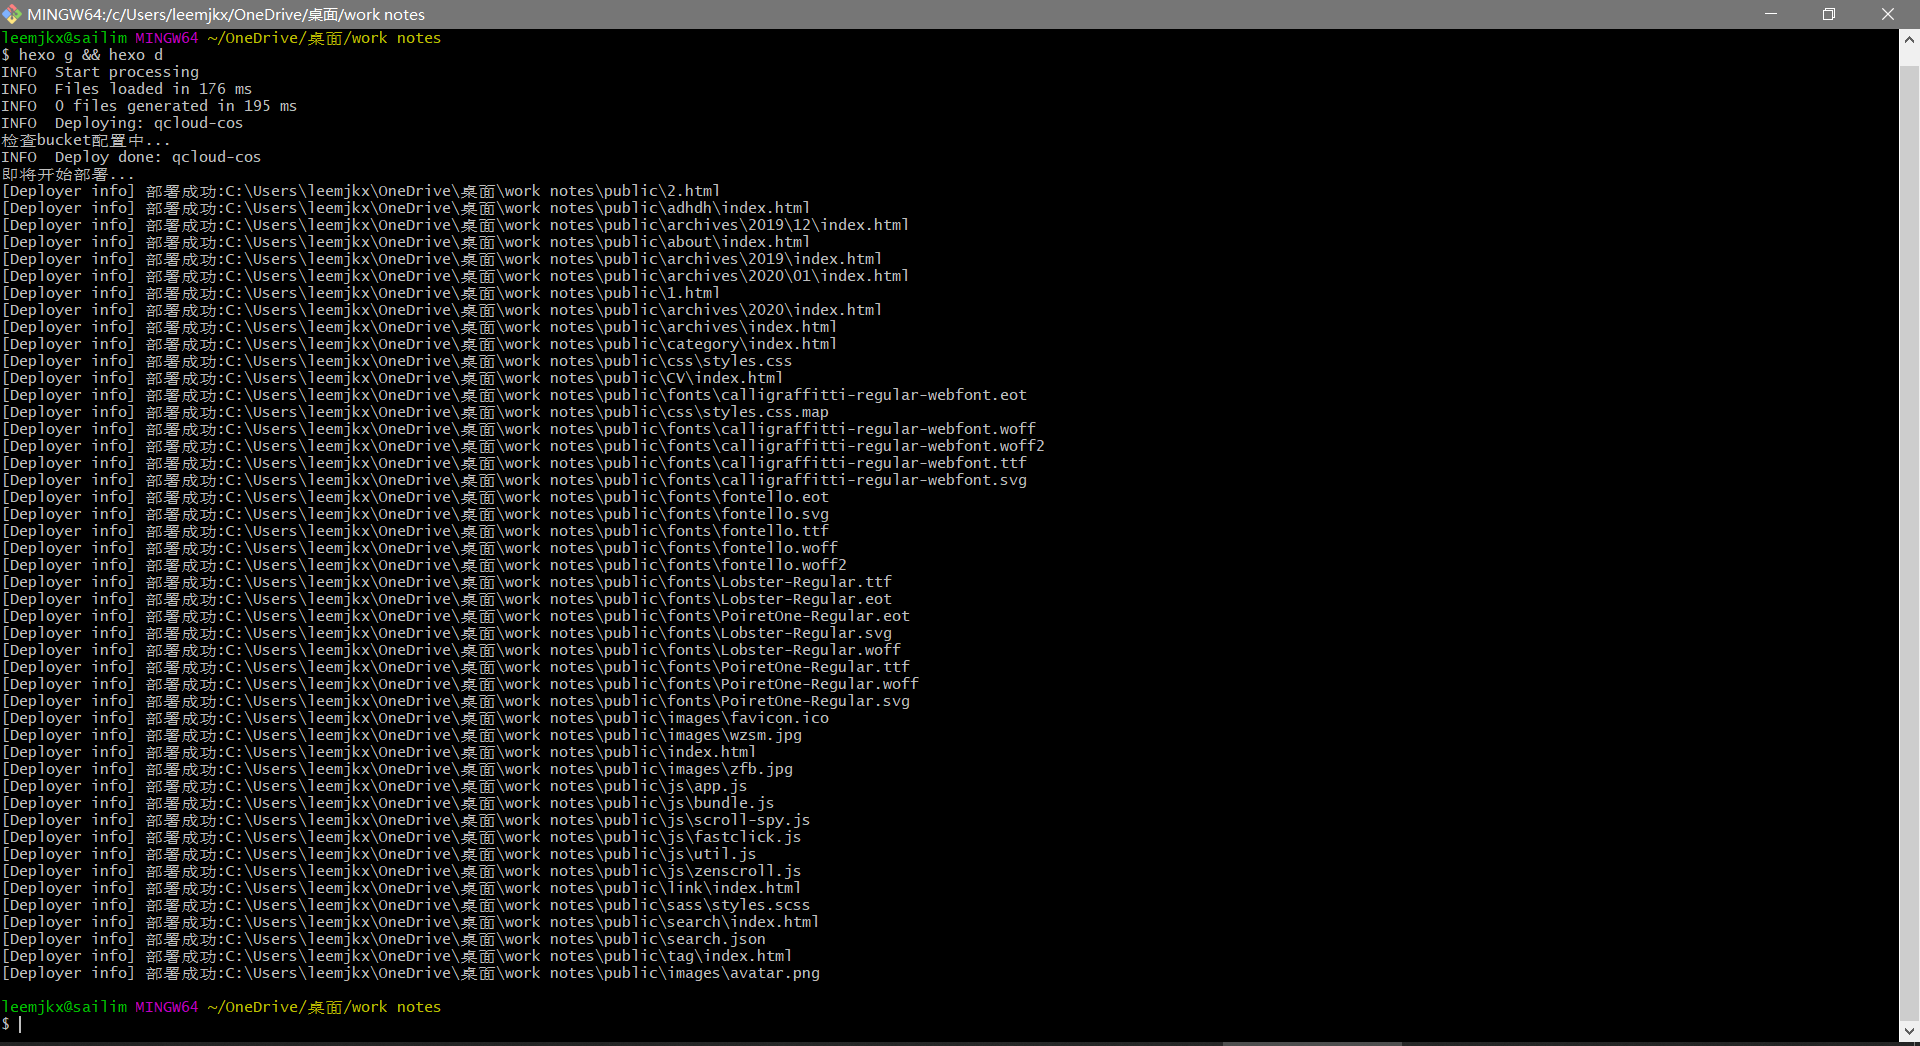 MINGW64:/c/Users/leemjkx/OneDrive/桌面/work notes
leemjkx@sailim MINGW64 ~/OneDrive/桌面/work notes
$ hexo g && hexo d
INFO  Start processing
INFO  Files loaded in 176 ms
INFO  0 files generated in 195 ms
INFO  Deploying: qcloud-cos
检查bucket配置中...
INFO  Deploy done: qcloud-cos
即将开始部署...
[Deployer info] 部署成功:C:\Users\leemjkx\OneDrive\桌面\work notes\public\2.html
[Deployer info] 部署成功:C:\Users\leemjkx\OneDrive\桌面\work notes\public\adhdh\index.html
[Deployer info] 部署成功:C:\Users\leemjkx\OneDrive\桌面\work notes\public\archives\2019\12\index.html
[Deployer info] 部署成功:C:\Users\leemjkx\OneDrive\桌面\work notes\public\about\index.html
[Deployer info] 部署成功:C:\Users\leemjkx\OneDrive\桌面\work notes\public\archives\2019\index.html
[Deployer info] 部署成功:C:\Users\leemjkx\OneDrive\桌面\work notes\public\archives\2020\01\index.html
[Deployer info] 部署成功:C:\Users\leemjkx\OneDrive\桌面\work notes\public\1.html
[Deployer info] 部署成功:C:\Users\leemjkx\OneDrive\桌面\work notes\public\archives\2020\index.html
[Deployer info] 部署成功:C:\Users\leemjkx\OneDrive\桌面\work notes\public\archives\index.html
[Deployer info] 部署成功:C:\Users\leemjkx\OneDrive\桌面\work notes\public\category\index.html
[Deployer info] 部署成功:C:\Users\leemjkx\OneDrive\桌面\work notes\public\css\styles.css
[Deployer info] 部署成功:C:\Users\leemjkx\OneDrive\桌面\work notes\public\CV\index.html
[Deployer info] 部署成功:C:\Users\leemjkx\OneDrive\桌面\work notes\public\fonts\calligraffitti-regular-webfont.eot
[Deployer info] 部署成功:C:\Users\leemjkx\OneDrive\桌面\work notes\public\css\styles.css.map
[Deployer info] 部署成功:C:\Users\leemjkx\OneDrive\桌面\work notes\public\fonts\calligraffitti-regular-webfont.woff
[Deployer info] 部署成功:C:\Users\leemjkx\OneDrive\桌面\work notes\public\fonts\calligraffitti-regular-webfont.woff2
[Deployer info] 部署成功:C:\Users\leemjkx\OneDrive\桌面\work notes\public\fonts\calligraffitti-regular-webfont.ttf
[Deployer info] 部署成功:C:\Users\leemjkx\OneDrive\桌面\work notes\public\fonts\calligraffitti-regular-webfont.svg
[Deployer info] 部署成功:C:\Users\leemjkx\OneDrive\桌面\work notes\public\fonts\fontello.eot
[Deployer info] 部署成功:C:\Users\leemjkx\OneDrive\桌面\work notes\public\fonts\fontello.svg
[Deployer info] 部署成功:C:\Users\leemjkx\OneDrive\桌面\work notes\public\fonts\fontello.ttf
[Deployer info] 部署成功:C:\Users\leemjkx\OneDrive\桌面\work notes\public\fonts\fontello.woff
[Deployer info] 部署成功:C:\Users\leemjkx\OneDrive\桌面\work notes\public\fonts\fontello.woff2
[Deployer info] 部署成功:C:\Users\leemjkx\OneDrive\桌面\work notes\public\fonts\Lobster-Regular.ttf
[Deployer info] 部署成功:C:\Users\leemjkx\OneDrive\桌面\work notes\public\fonts\Lobster-Regular.eot
[Deployer info] 部署成功:C:\Users\leemjkx\OneDrive\桌面\work notes\public\fonts\PoiretOne-Regular.eot
[Deployer info] 部署成功:C:\Users\leemjkx\OneDrive\桌面\work notes\public\fonts\Lobster-Regular.svg
[Deployer info] 部署成功:C:\Users\leemjkx\OneDrive\桌面\work notes\public\fonts\Lobster-Regular.woff
[Deployer info] 部署成功:C:\Users\leemjkx\OneDrive\桌面\work notes\public\fonts\PoiretOne-Regular.ttf
[Deployer info] 部署成功:C:\Users\leemjkx\OneDrive\桌面\work notes\public\fonts\PoiretOne-Regular.woff
[Deployer info] 部署成功:C:\Users\leemjkx\OneDrive\桌面\work notes\public\fonts\PoiretOne-Regular.svg
[Deployer info] 部署成功:C:\Users\leemjkx\OneDrive\桌面\work notes\public\images\favicon.ico
[Deployer info] 部署成功:C:\Users\leemjkx\OneDrive\桌面\work notes\public\images\wzsm.jpg
[Deployer info] 部署成功:C:\Users\leemjkx\OneDrive\桌面\work notes\public\index.html
[Deployer info] 部署成功:C:\Users\leemjkx\OneDrive\桌面\work notes\public\images\zfb.jpg
[Deployer info] 部署成功:C:\Users\leemjkx\OneDrive\桌面\work notes\public\js\app.js
[Deployer info] 部署成功:C:\Users\leemjkx\OneDrive\桌面\work notes\public\js\bundle.js
[Deployer info] 部署成功:C:\Users\leemjkx\OneDrive\桌面\work notes\public\js\scroll-spy.js
[Deployer info] 部署成功:C:\Users\leemjkx\OneDrive\桌面\work notes\public\js\fastclick.js
[Deployer info] 部署成功:C:\Users\leemjkx\OneDrive\桌面\work notes\public\js\util.js
[Deployer info] 部署成功:C:\Users\leemjkx\OneDrive\桌面\work notes\public\js\zenscroll.js
[Deployer info] 部署成功:C:\Users\leemjkx\OneDrive\桌面\work notes\public\link\index.html
[Deployer info] 部署成功:C:\Users\leemjkx\OneDrive\桌面\work notes\public\sass\styles.scss
[Deployer info] 部署成功:C:\Users\leemjkx\OneDrive\桌面\work notes\public\search\index.html
[Deployer info] 部署成功:C:\Users\leemjkx\OneDrive\桌面\work notes\public\search.json
[Deployer info] 部署成功:C:\Users\leemjkx\OneDrive\桌面\work notes\public\tag\index.html
[Deployer info] 部署成功:C:\Users\leemjkx\OneDrive\桌面\work notes\public\images\avatar.png
leemjkx@sailim MINGW64 ~/OneDrive/桌面/work notes
$